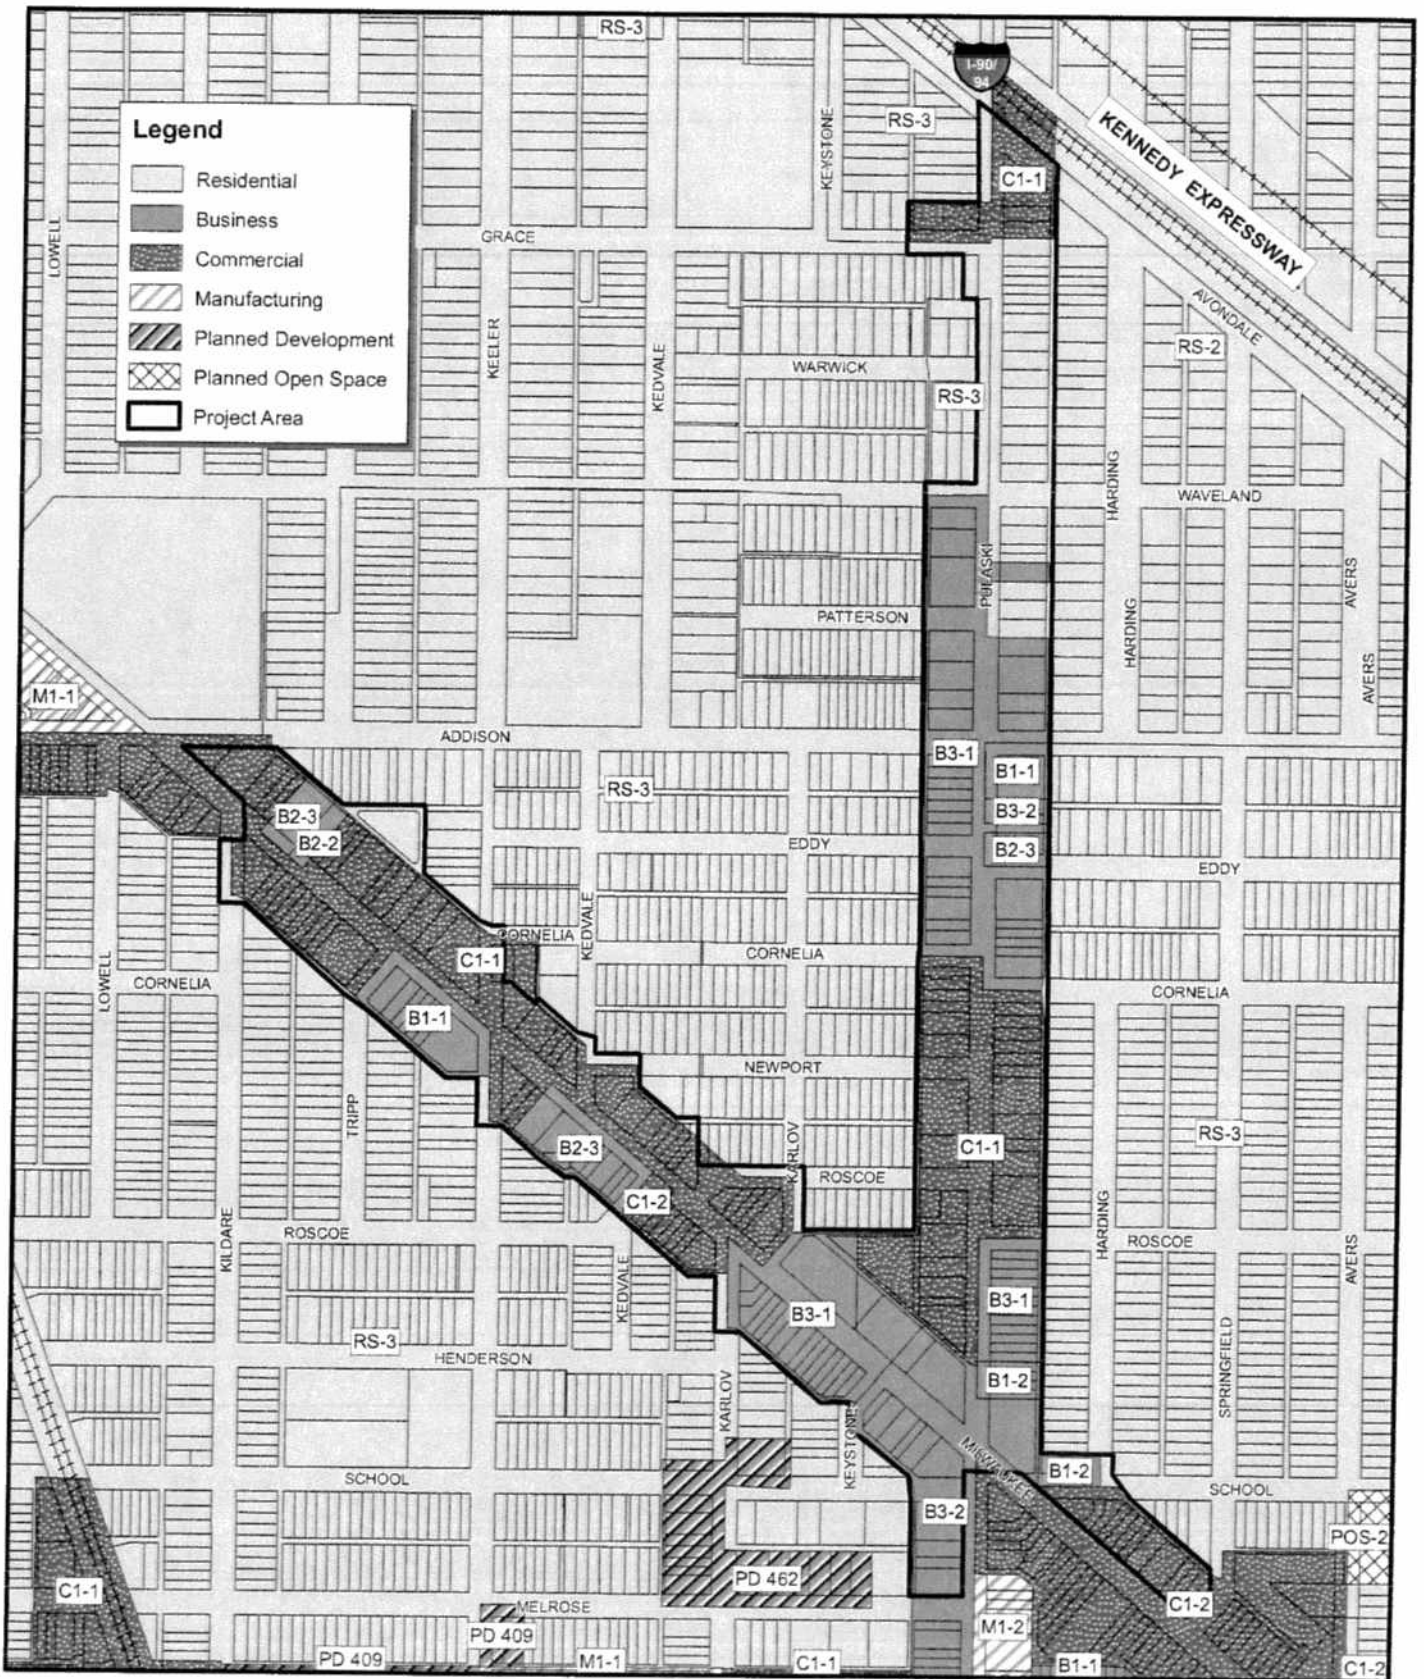 RS-3
I-90/
94
KENNEDY EXPRESSWAY
Legend
Residential
Business
Commercial
Manufacturing
Planned Development
Planned Open Space
Project Area
KEYSTONE
RS-3
C1-1
LOWELL
GRACE
KEELER
KEDVALE
WARWICK
RS-3
AVONDALE
RS-2
HARDING
WAVELAND
PULASKI
AVERS
PATTERSON
HARDING
AVERS
M1-1
ADDISON
B3-1
B1-1
RS-3
B3-2
B2-3
B2-2
EDDY
B2-3
EDDY
KEDVALE
CORNELIA
CORNELIA
C1-1
LOWELL
CORNELIA
CORNELIA
B1-1
NEWPORT
TRIPP
B2-3
KARLOV
C1-1
RS-3
ROSCOE
C1-2
KILDARE
ROSCOE
HARDING
ROSCOE
AVERS
KEDVALE
B3-1
B3-1
RS-3
HENDERSON
B1-2
SPRINGFIELD
KARLOV
KEYSTONE
MILWAUKEE
SCHOOL
B1-2
SCHOOL
B3-2
POS-2
C1-1
PD 462
C1-2
MELROSE
PD 409
M1-2
PD 409
M1-1
C1-1
B1-1
C1-2